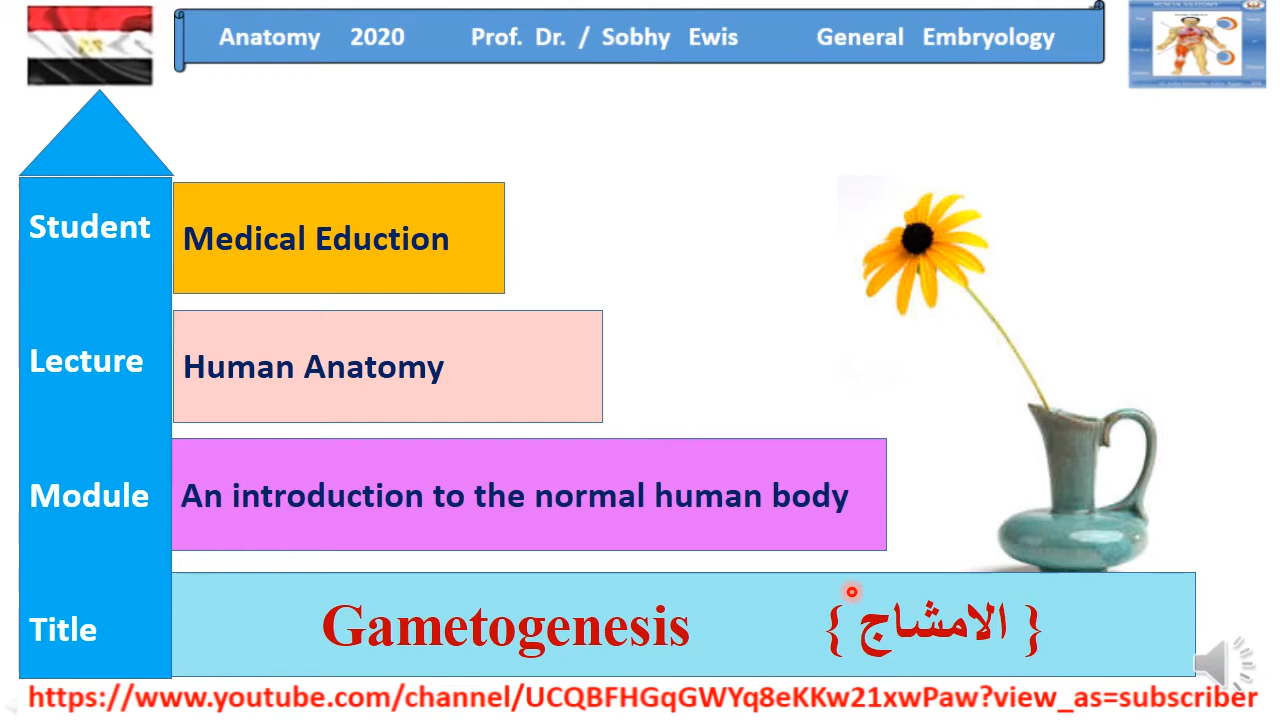 Anatomy 2020 Prof. Dr. / Sobhy Ewis General Embryology
Student Medical Eduction
Lecture Human Anatomy
Module An introduction to the normal human body
Title Gametogenesis { الامشاج }
https://www.youtube.com/channel/UCQBFHGqGWYq8eKKw21xwPaw?view_as=subscriber